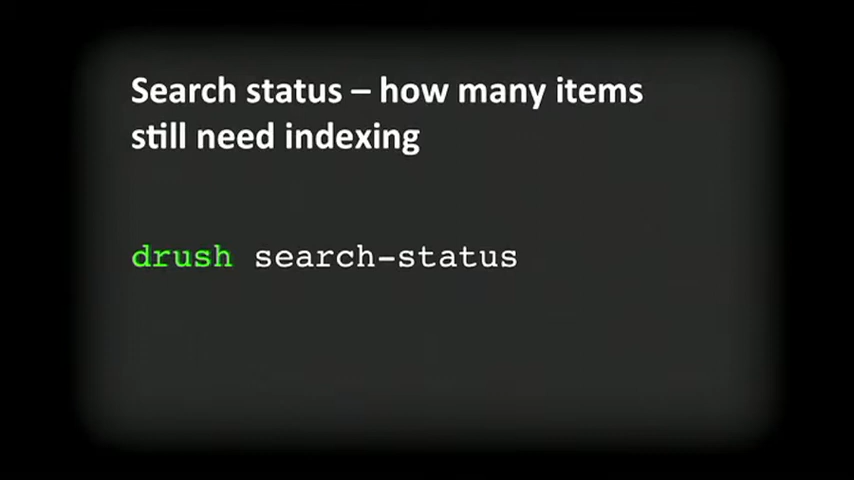 Search status – how many items
still need indexing
drush search-status